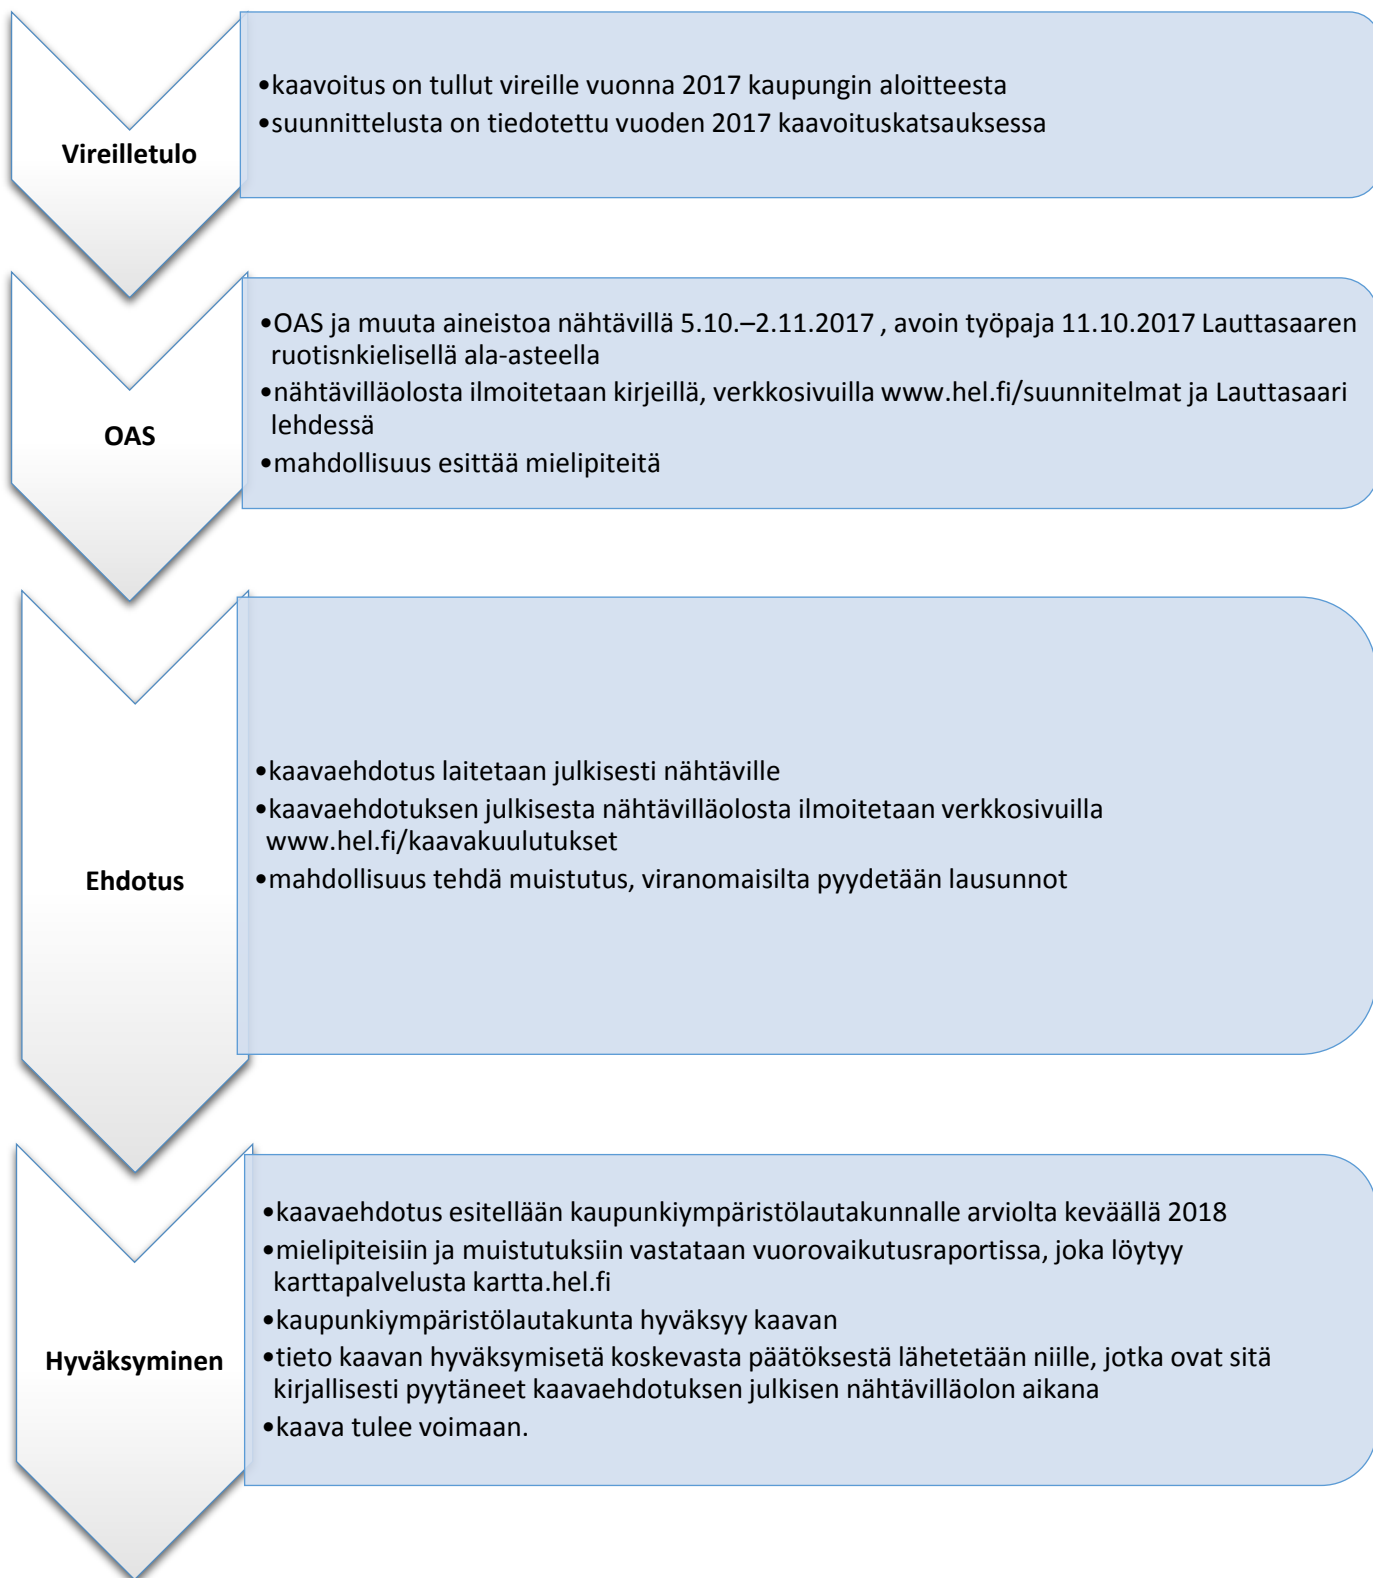 Vireilletulo
•kaavoitus on tullut vireille vuonna 2017 kaupungin aloitteesta
•suunnittelusta on tiedotettu vuoden 2017 kaavoituskatsauksessa
OAS
•OAS ja muuta aineistoa nähtävillä 5.10.–2.11.2017 , avoin työpaja 11.10.2017 Lauttasaaren
ruotisnkielisellä ala-asteella
•nähtävilläolosta ilmoitetaan kirjeillä, verkkosivuilla www.hel.fi/suunnitelmat ja Lauttasaari
lehdessä
•mahdollisuus esittää mielipiteitä
Ehdotus
•kaavaehdotus laitetaan julkisesti nähtäville
•kaavaehdotuksen julkisesta nähtävilläolosta ilmoitetaan verkkosivuilla
www.hel.fi/kaavakuulutukset
•mahdollisuus tehdä muistutus, viranomaisilta pyydetään lausunnot
Hyväksyminen
•kaavaehdotus esitellään kaupunkiympäristölautakunnalle arviolta keväällä 2018
•mielipiteisiin ja muistutuksiin vastataan vuorovaikutusraportissa, joka löytyy
karttapalvelusta kartta.hel.fi
•kaupunkiympäristölautakunta hyväksyy kaavan
•tieto kaavan hyväksymisetä koskevasta päätöksestä lähetetään niille, jotka ovat sitä
kirjallisesti pyytäneet kaavaehdotuksen julkisen nähtävilläolon aikana
•kaava tulee voimaan.